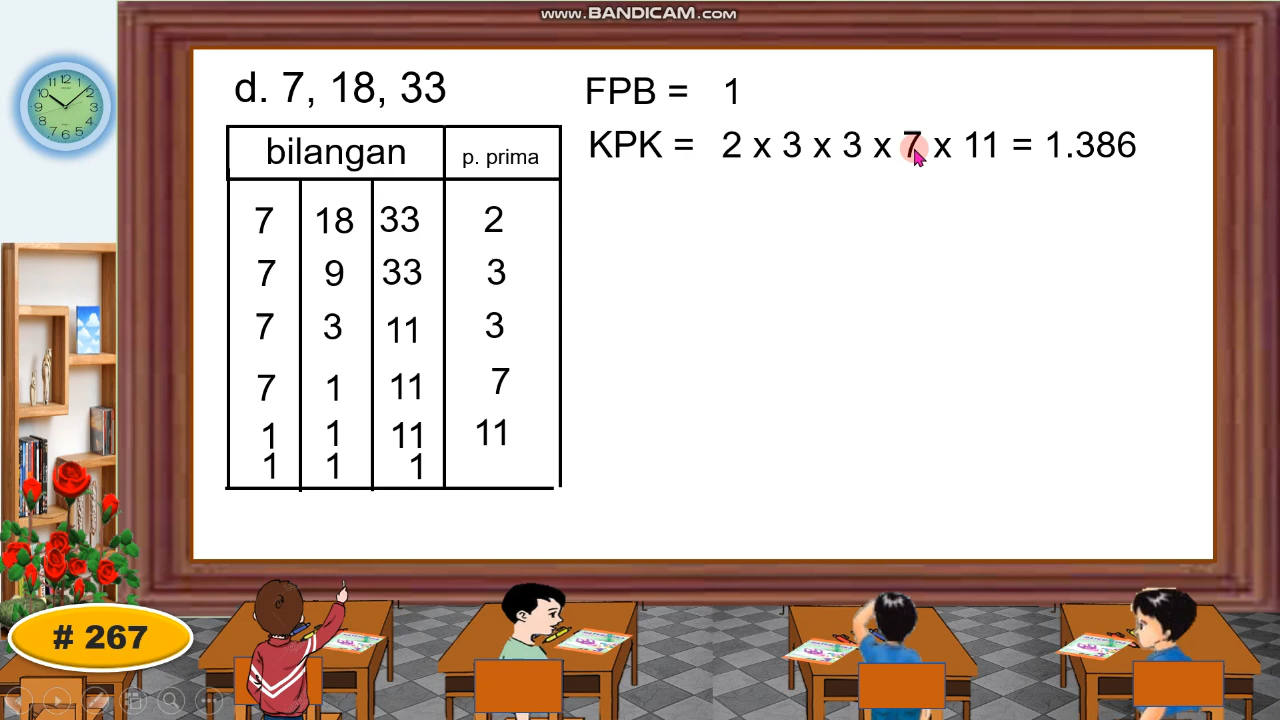 www.BANDICAM.com
d. 7, 18, 33
FPB = 1
KPK = 2 x 3 x 3 x 7 x 11 = 1.386
bilangan p. prima
7 18 33 2
7 9 33 3
7 3 11 3
7 1 11 7
1 1 11 11
1 1 1
# 267